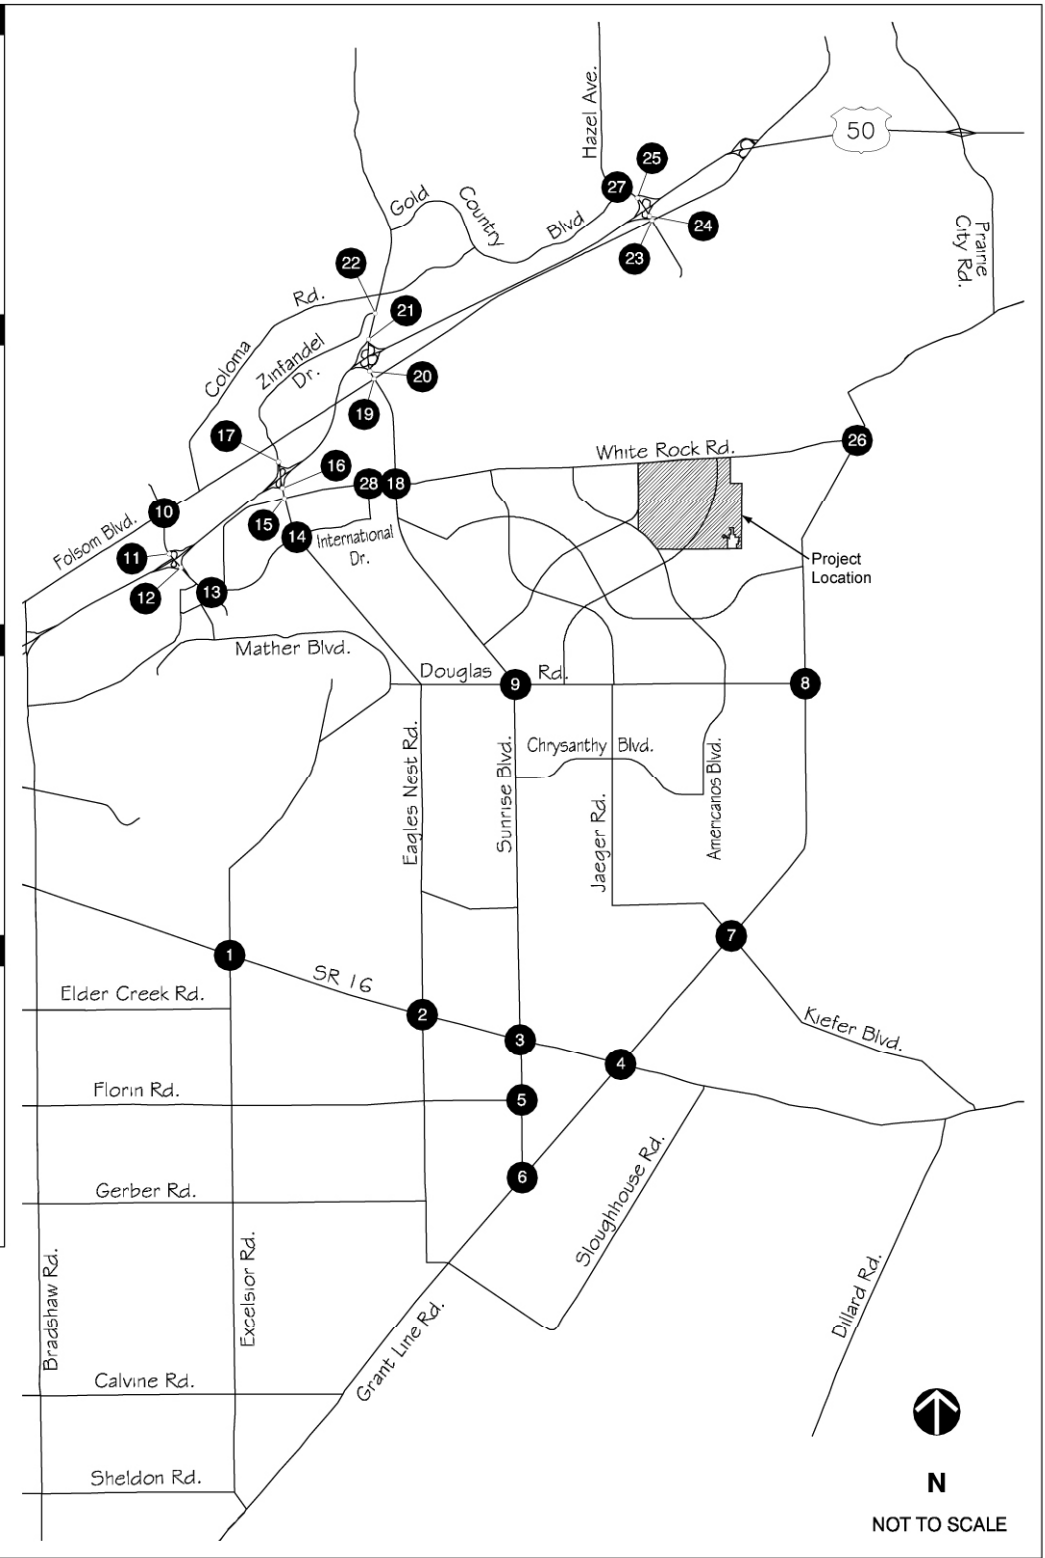 Hazel Ave.
50
25
27
Gold
Country
Blvd
24
23
Prairie
City Rd.
22
Rd.
21
Coloma
Zinfandel
Dr.
20
19
17
16
White Rock Rd.
26
28
18
10
15
14
Folsom Blvd.
International
Dr.
11
12
13
Project
Location
Mather Blvd.
Douglas
9
Rd.
8
Eagles Nest Rd.
Sunrise Blvd.
Chrysanthy Blvd.
Jaeger Rd.
Americanos Blvd.
7
1
SR 16
Elder Creek Rd.
2
3
4
Kiefer Blvd.
Florin Rd.
5
6
Gerber Rd.
Sloughhouse Rd.
Bradshaw Rd.
Excelsior Rd.
Dillard Rd.
Grant Line Rd.
Calvine Rd.
Sheldon Rd.
N
NOT TO SCALE